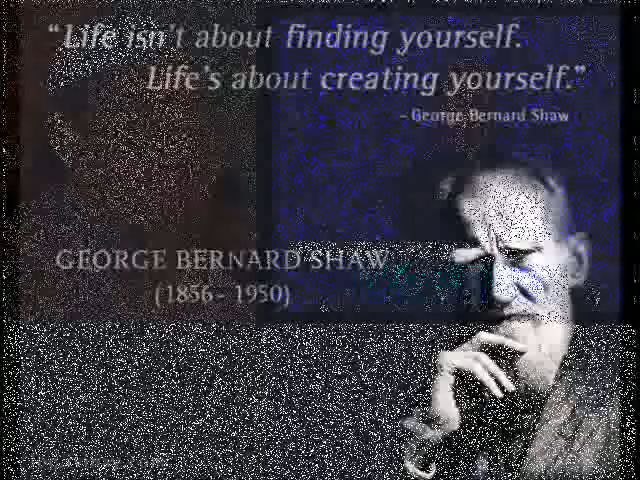 “Life isn't about finding yourself.
Life's about creating yourself.”
- George Bernard Shaw
GEORGE BERNARD SHAW
(1856- 1950)